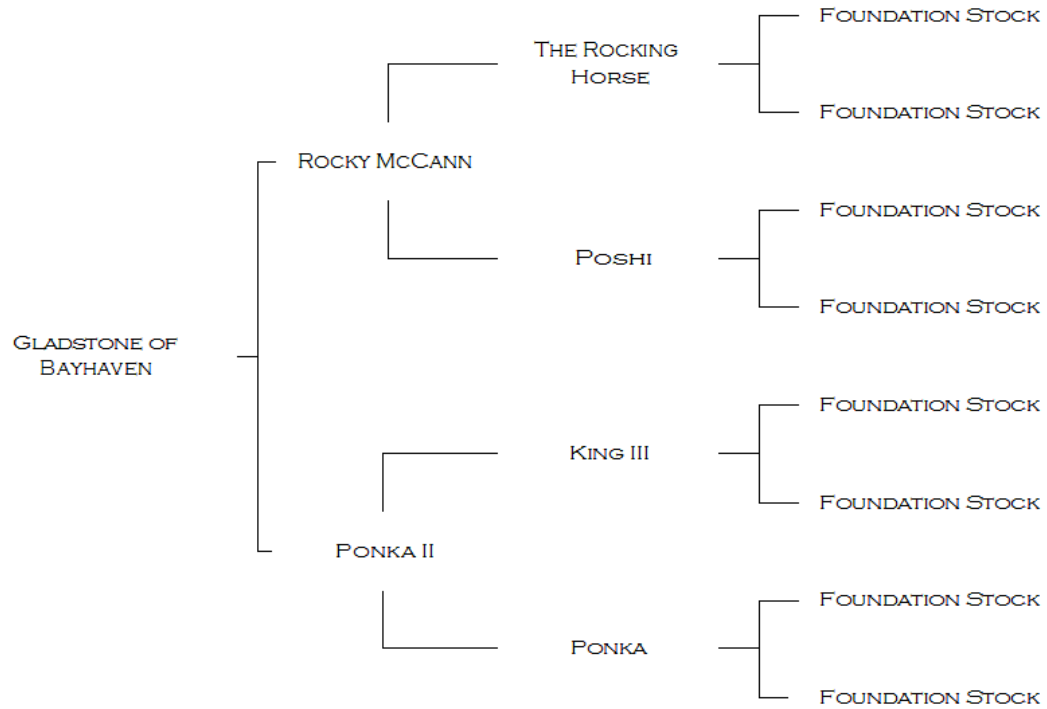 Foundation Stock
The Rocking
Horse
Foundation Stock
Rocky McCann
Foundation Stock
Poshi
Foundation Stock
Gladstone of
Bayhaven
Foundation Stock
King III
Foundation Stock
Ponka II
Foundation Stock
Ponka
Foundation Stock